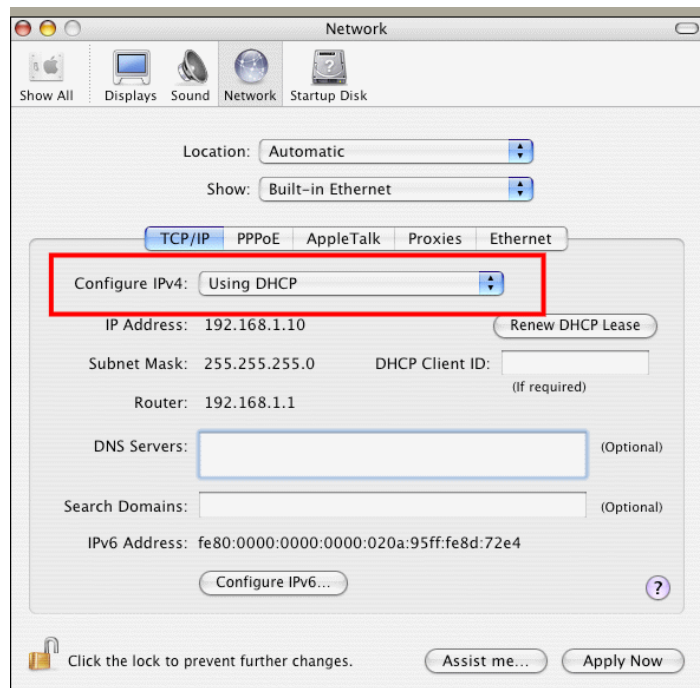 Network
Show All Displays Sound Network Startup Disk
Location: Automatic
Show: Built-in Ethernet
TCP/IP PPPoE AppleTalk Proxies Ethernet
Configure IPv4: Using DHCP
IP Address: 192.168.1.10 Renew DHCP Lease
Subnet Mask: 255.255.255.0 DHCP Client ID:
(If required)
Router: 192.168.1.1
DNS Servers: (Optional)
Search Domains: (Optional)
IPv6 Address: fe80:0000:0000:0000:020a:95ff:fe8d:72e4
Configure IPv6... ?
Click the lock to prevent further changes. Assist me... Apply Now